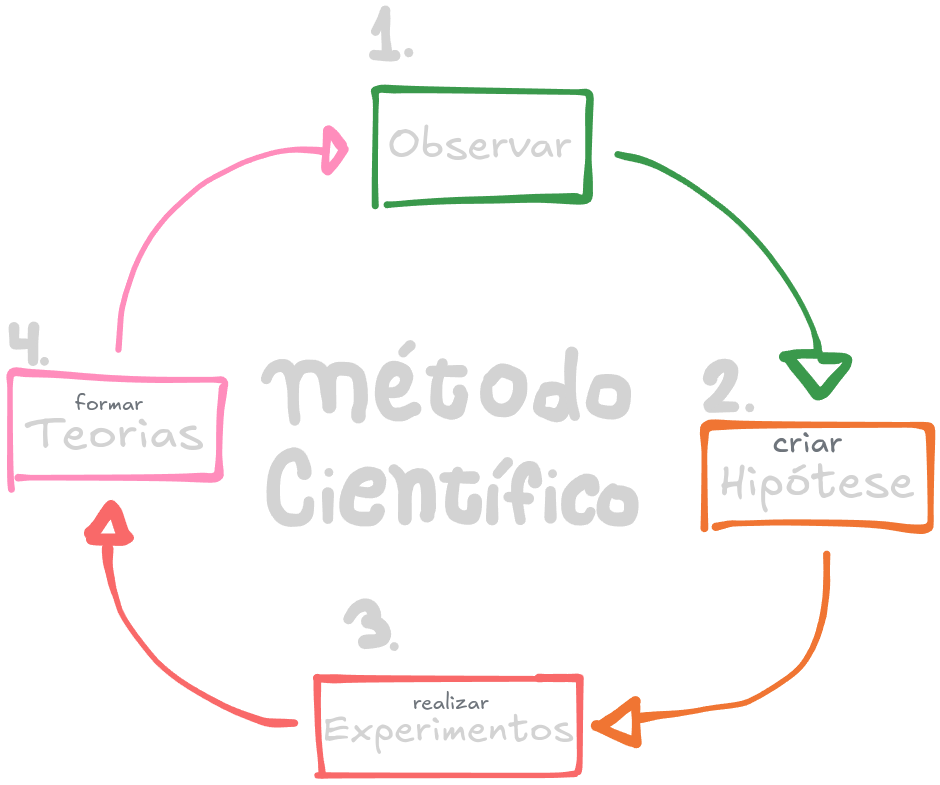 1.
Observar
2.
criar
Hipótese
3.
realizar
Experimentos
4.
formar
Teorias
método
Científico